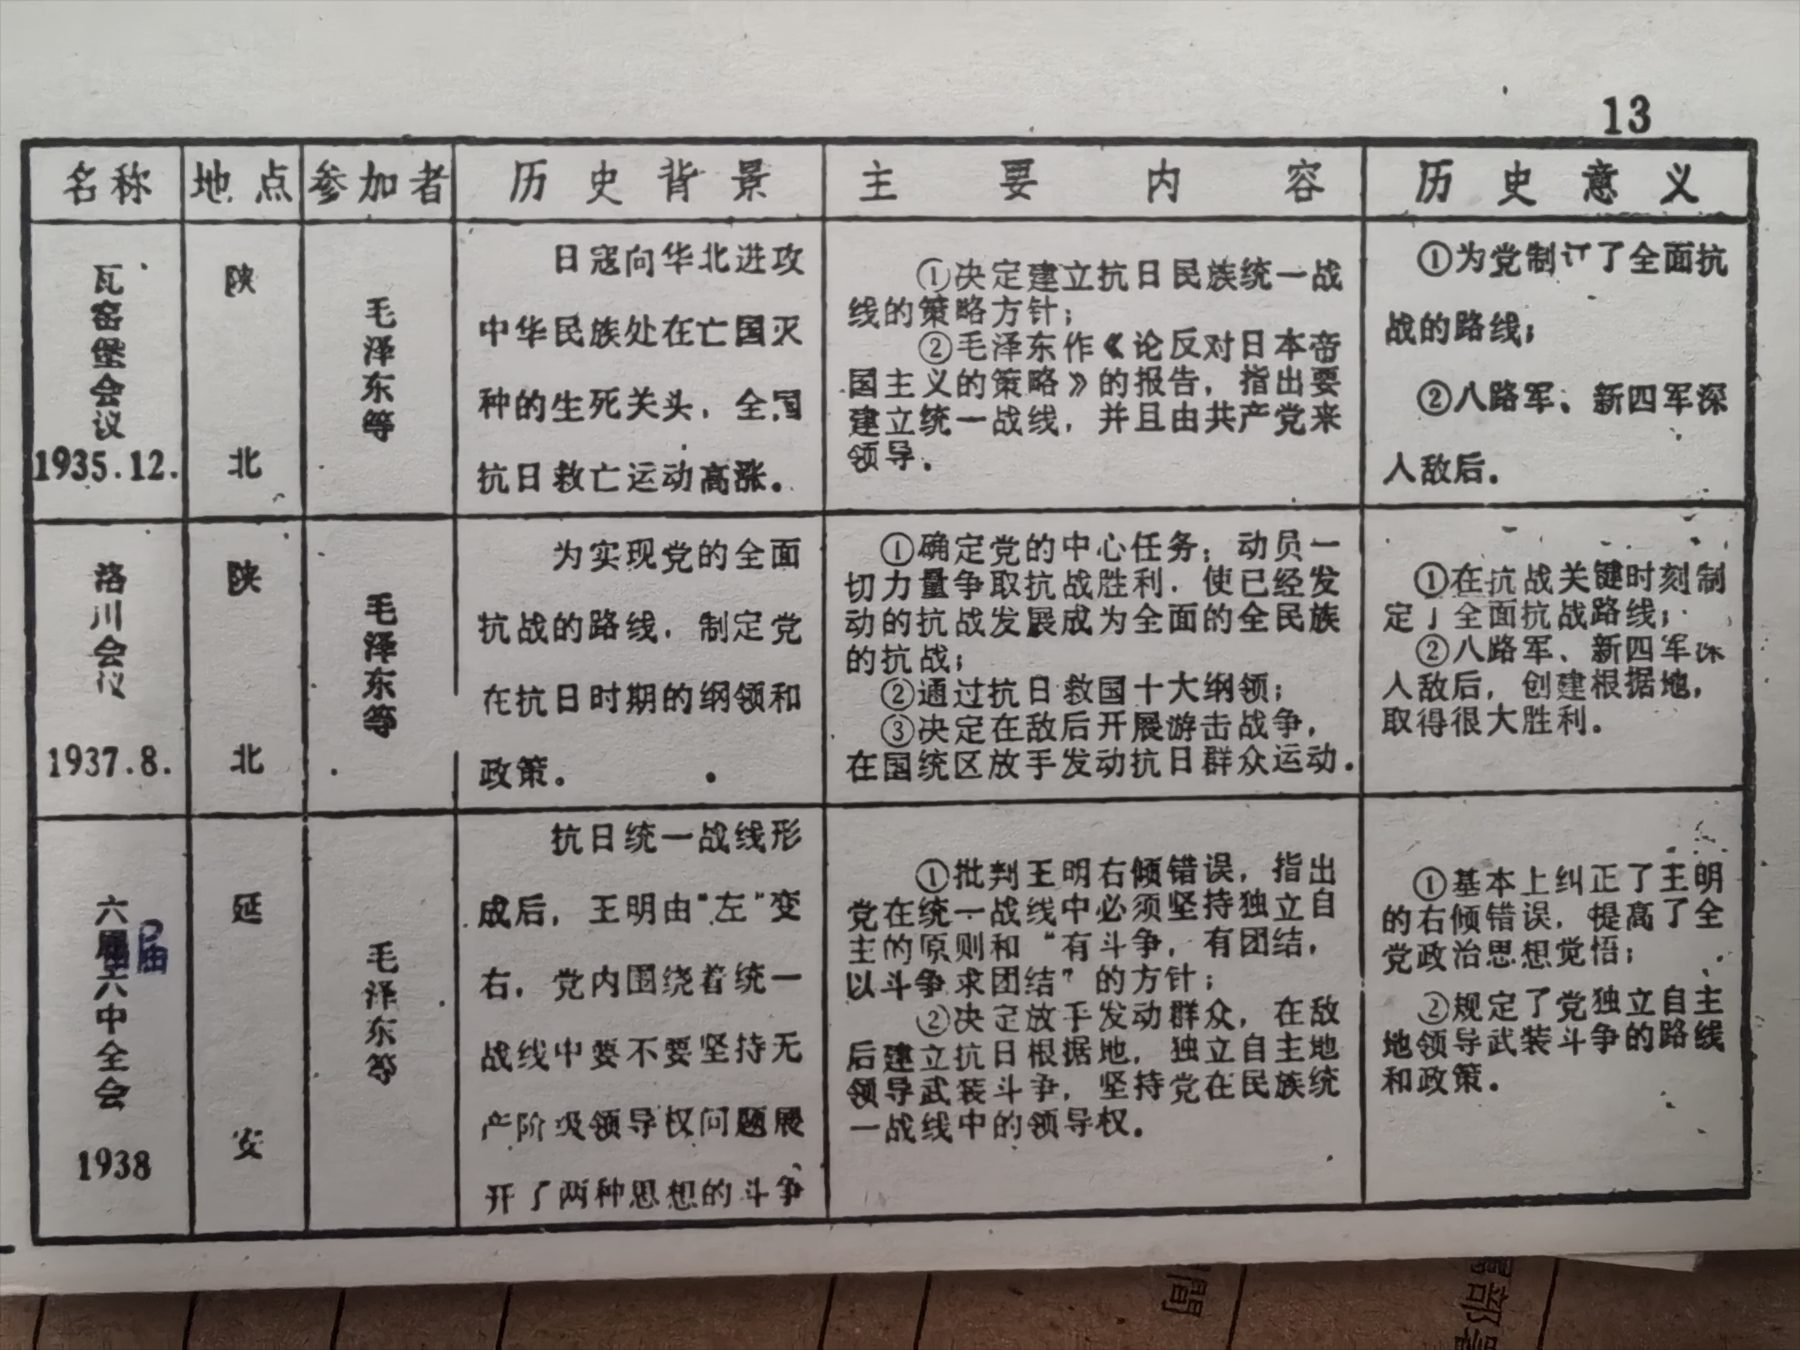 13
名称 地点 参加者 历史背景 主要内容 历史意义
瓦窑堡会议
1935.12.
陕北
毛泽东等
日寇向华北进攻
中华民族处在亡国灭
种的生死关头，全国
抗日救亡运动高涨。
①决定建立抗日民族统一战
线的策略方针；
②毛泽东作《论反对日本帝
国主义的策略》的报告，指出要
建立统一战线，并且由共产党来
领导。
①为党制订了全面抗
战的路线；
②八路军、新四军深
入敌后。
洛川会议
1937.8.
陕北
毛泽东等
为实现党的全面
抗战的路线，制定党
在抗日时期的纲领和
政策。
①确定党的中心任务；动员一
切力量争取抗战胜利，使已经发
动的抗战发展成为全面的全民族
的抗战；
②通过抗日救国十大纲领；
③决定在敌后开展游击战争，
在国统区放手发动抗日群众运动。
①在抗战关键时刻制
定了全面抗战路线；
②八路军、新四军深
入敌后，创建根据地，
取得很大胜利。
六届六中全会
届
1938
延安
毛泽东等
抗日统一战线形
成后，王明由“左”变
右，党内围绕着统一
战线中要不要坚持无
产阶级领导权问题展
开了两种思想的斗争
①批判王明右倾错误，指出
党在统一战线中必须坚持独立自
主的原则和“有斗争，有团结，
以斗争求团结”的方针；
②决定放手发动群众，在敌
后建立抗日根据地，独立自主地
领导武装斗争，坚持党在民族统
一战线中的领导权。
①基本上纠正了王明
的右倾错误，提高了全
党政治思想觉悟；
②规定了党独立自主
地领导武装斗争的路线
和政策。
間